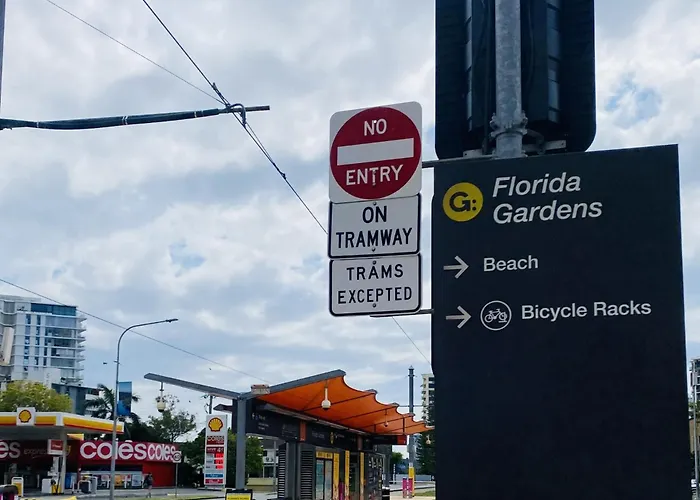 NO
ENTRY
ON
TRAMWAY
TRAMS
EXCEPTED
G:
Florida
Gardens
Beach
Bicycle Racks
coles
coles